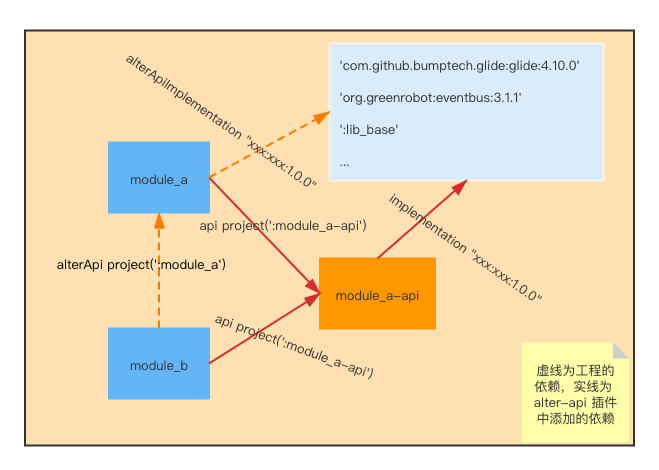 alterApiImplementation "xxx:xxx:1.0.0"
'com.github.bumptech.glide:glide:4.10.0'
'org.greenrobot:eventbus:3.1.1'
':lib_base'
...
module_a
api project(':module_a-api')
implementation "xxx:xxx:1.0.0"
alterApi project(':module_a')
module_a-api
api project(':module_a-api')
module_b
虚线为工程的
依赖，实线为
alter-api 插件
中添加的依赖